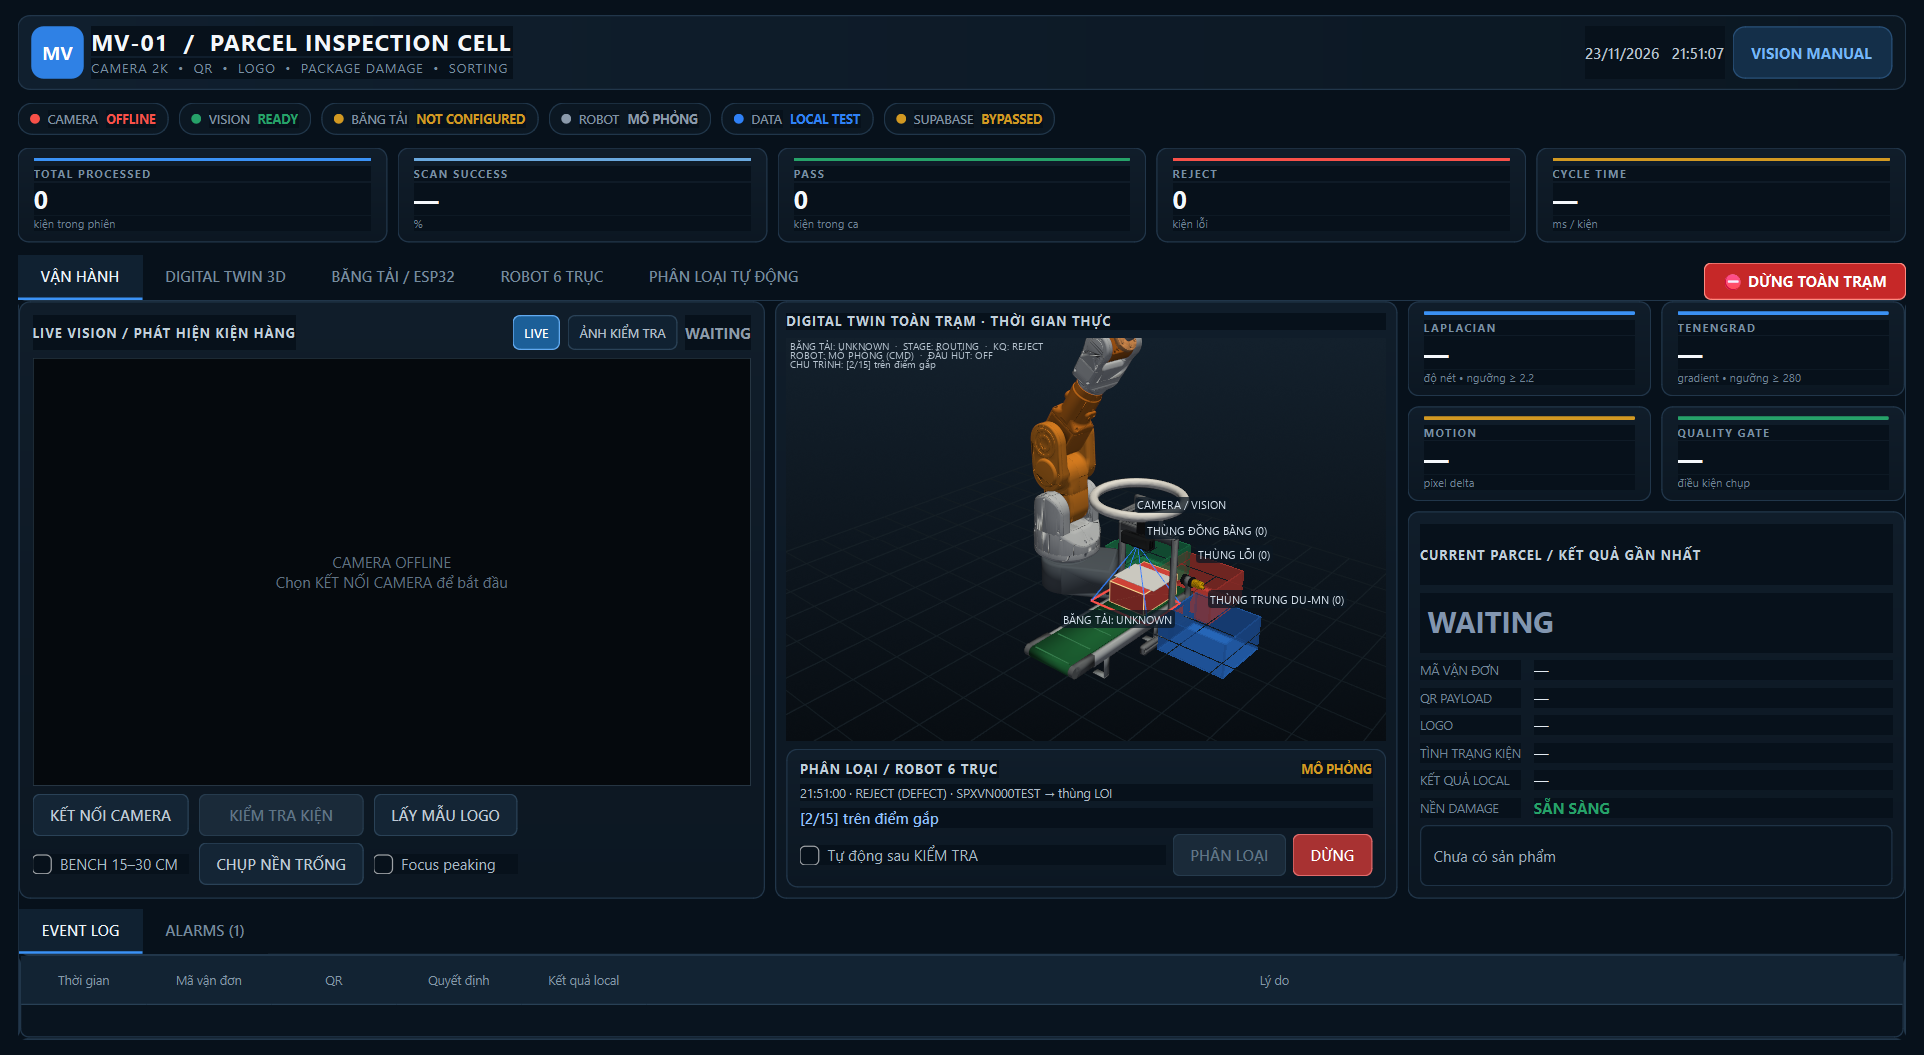 MV
MV-01 / PARCEL INSPECTION CELL
CAMERA 2K • QR • LOGO • PACKAGE DAMAGE • SORTING
23/11/2026 21:51:07
VISION MANUAL
CAMERA OFFLINE
VISION READY
BĂNG TẢI NOT CONFIGURED
ROBOT MÔ PHỎNG
DATA LOCAL TEST
SUPABASE BYPASSED
TOTAL PROCESSED
0
kiện trong phiên
SCAN SUCCESS
—
%
PASS
0
kiện trong ca
REJECT
0
kiện lỗi
CYCLE TIME
—
ms / kiện
VẬN HÀNH
DIGITAL TWIN 3D
BĂNG TẢI / ESP32
ROBOT 6 TRỤC
PHÂN LOẠI TỰ ĐỘNG
DỪNG TOÀN TRẠM
LIVE VISION / PHÁT HIỆN KIỆN HÀNG
LIVE
ẢNH KIỂM TRA
WAITING
CAMERA OFFLINE
Chọn KẾT NỐI CAMERA để bắt đầu
KẾT NỐI CAMERA
KIỂM TRA KIỆN
LẤY MẪU LOGO
BENCH 15–30 CM
CHỤP NỀN TRỐNG
Focus peaking
DIGITAL TWIN TOÀN TRẠM · THỜI GIAN THỰC
BĂNG TẢI: UNKNOWN · STAGE: ROUTING · KQ: REJECT
ROBOT: MÔ PHỎNG (CMD) · ĐẦU HÚT: OFF
CHU TRÌNH: [2/15] trên điểm gắp
CAMERA / VISION
THÙNG ĐỒNG BẰNG (0)
THÙNG LỖI (0)
THÙNG TRUNG DU-MN (0)
BĂNG TẢI: UNKNOWN
PHÂN LOẠI / ROBOT 6 TRỤC
MÔ PHỎNG
21:51:00 · REJECT (DEFECT) · SPXVN000TEST → thùng LOI
[2/15] trên điểm gắp
Tự động sau KIỂM TRA
PHÂN LOẠI
DỪNG
LAPLACIAN
—
độ nét • ngưỡng ≥ 2.2
TENENGRAD
—
gradient • ngưỡng ≥ 280
MOTION
—
pixel delta
QUALITY GATE
—
điều kiện chụp
CURRENT PARCEL / KẾT QUẢ GẦN NHẤT
WAITING
MÃ VẬN ĐƠN —
QR PAYLOAD —
LOGO —
TÌNH TRẠNG KIỆN —
KẾT QUẢ LOCAL —
NỀN DAMAGE SẴN SÀNG
Chưa có sản phẩm
EVENT LOG
ALARMS (1)
Thời gian Mã vận đơn QR Quyết định Kết quả local Lý do